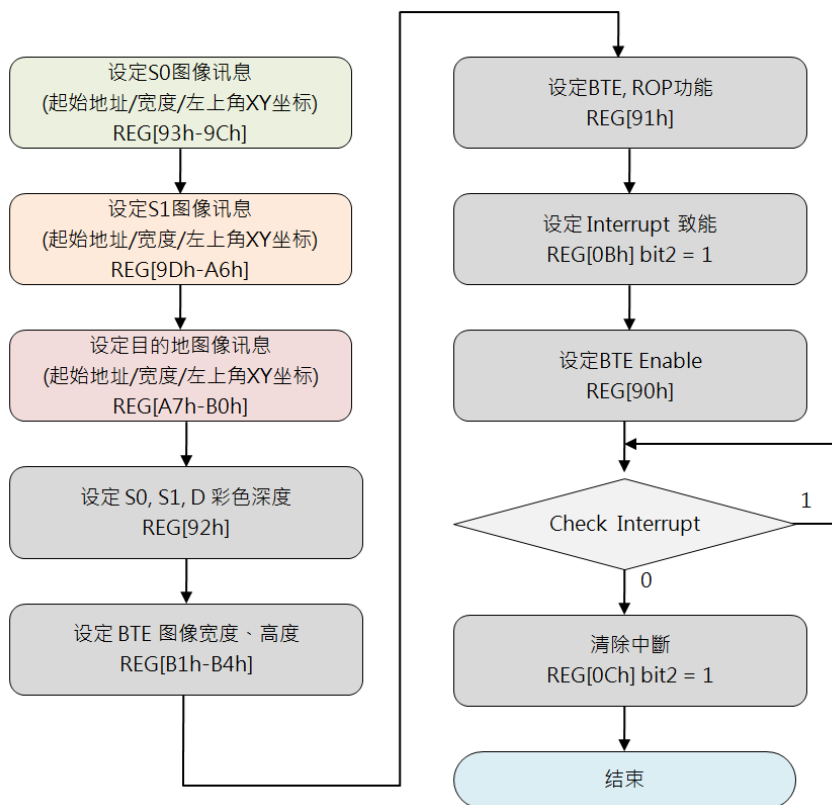 设定S0图像讯息
(起始地址/宽度/左上角XY坐标)
REG[93h-9Ch]
设定S1图像讯息
(起始地址/宽度/左上角XY坐标)
REG[9Dh-A6h]
设定目的地图像讯息
(起始地址/宽度/左上角XY坐标)
REG[A7h-B0h]
设定 S0, S1, D 彩色深度
REG[92h]
设定 BTE 图像宽度、高度
REG[B1h-B4h]
设定BTE, ROP功能
REG[91h]
设定 Interrupt 致能
REG[0Bh] bit2 = 1
设定BTE Enable
REG[90h]
Check Interrupt
1
0
清除中斷
REG[0Ch] bit2 = 1
结束